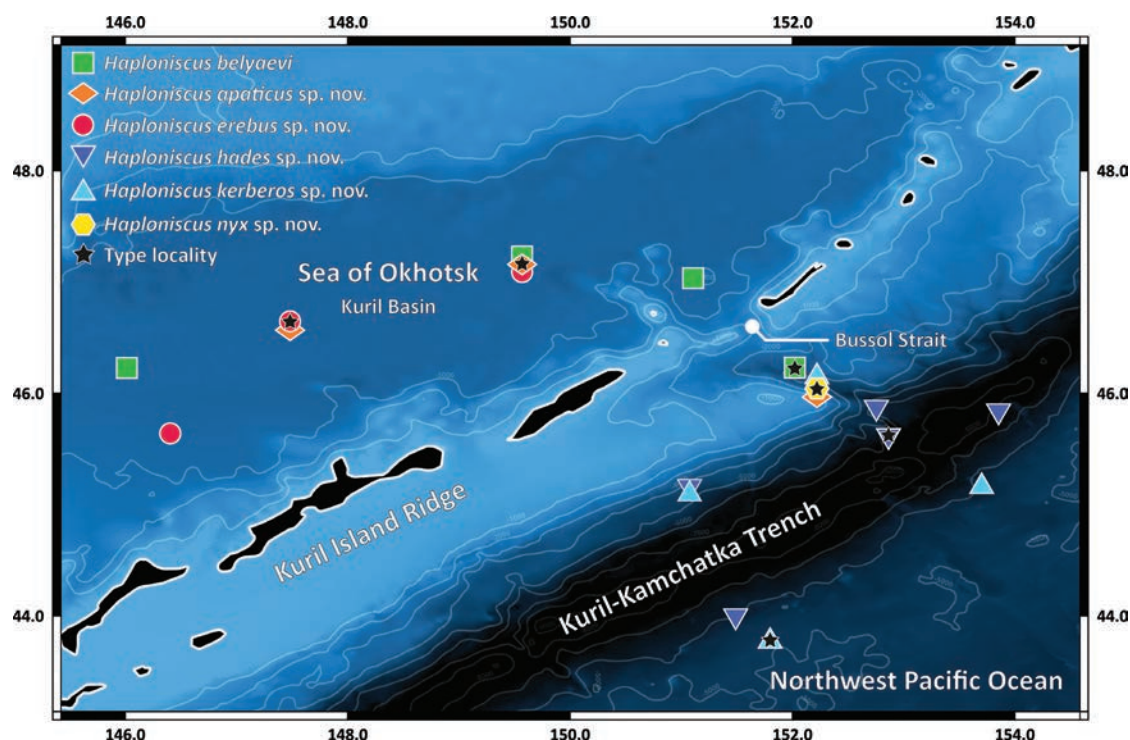 146.0 148.0 150.0 152.0 154.0
Haploniscus belyaevi
Haploniscus apaticus sp. nov.
Haploniscus erebus sp. nov.
Haploniscus hades sp. nov.
Haploniscus kerberos sp. nov.
Haploniscus nyx sp. nov.
Type locality
48.0 48.0
Sea of Okhotsk
Kuril Basin
Bussol Strait
46.0 46.0
Kuril Island Ridge
Kuril-Kamchatka Trench
44.0 44.0
Northwest Pacific Ocean
146.0 148.0 150.0 152.0 154.0